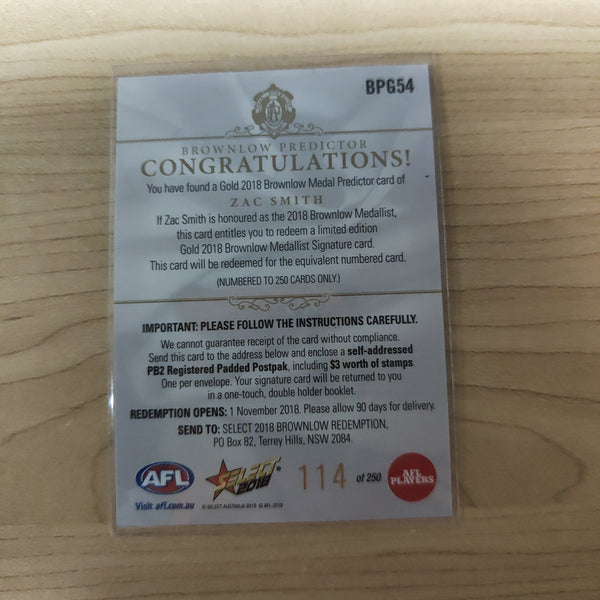 BPG54
BROWNLOW PREDICTOR
CONGRATULATIONS!
You have found a Gold 2018 Brownlow Medal Predictor card of
ZAC SMITH
If Zac Smith is honoured as the 2018 Brownlow Medallist,
this card entitles you to redeem a limited edition
Gold 2018 Brownlow Medallist Signature card.
This card will be redeemed for the equivalent numbered card.
(NUMBERED TO 250 CARDS ONLY.)
IMPORTANT: PLEASE FOLLOW THE INSTRUCTIONS CAREFULLY.
We cannot guarantee receipt of the card without compliance.
Send this card to the address below and enclose a self-addressed
PB2 Registered Padded Postpak, including $3 worth of stamps.
One per envelope. Your signature card will be returned to you
in a one-touch, double holder booklet.
REDEMPTION OPENS: 1 November 2018. Please allow 90 days for delivery.
SEND TO: SELECT 2018 BROWNLOW REDEMPTION,
PO Box 82, Terrey Hills, NSW 2084
AFL
SELECT
2018
114 of 250
AFL
PLAYERS
Visit afl.com.au
© SELECT AUSTRALIA 2018 © AFL 2018